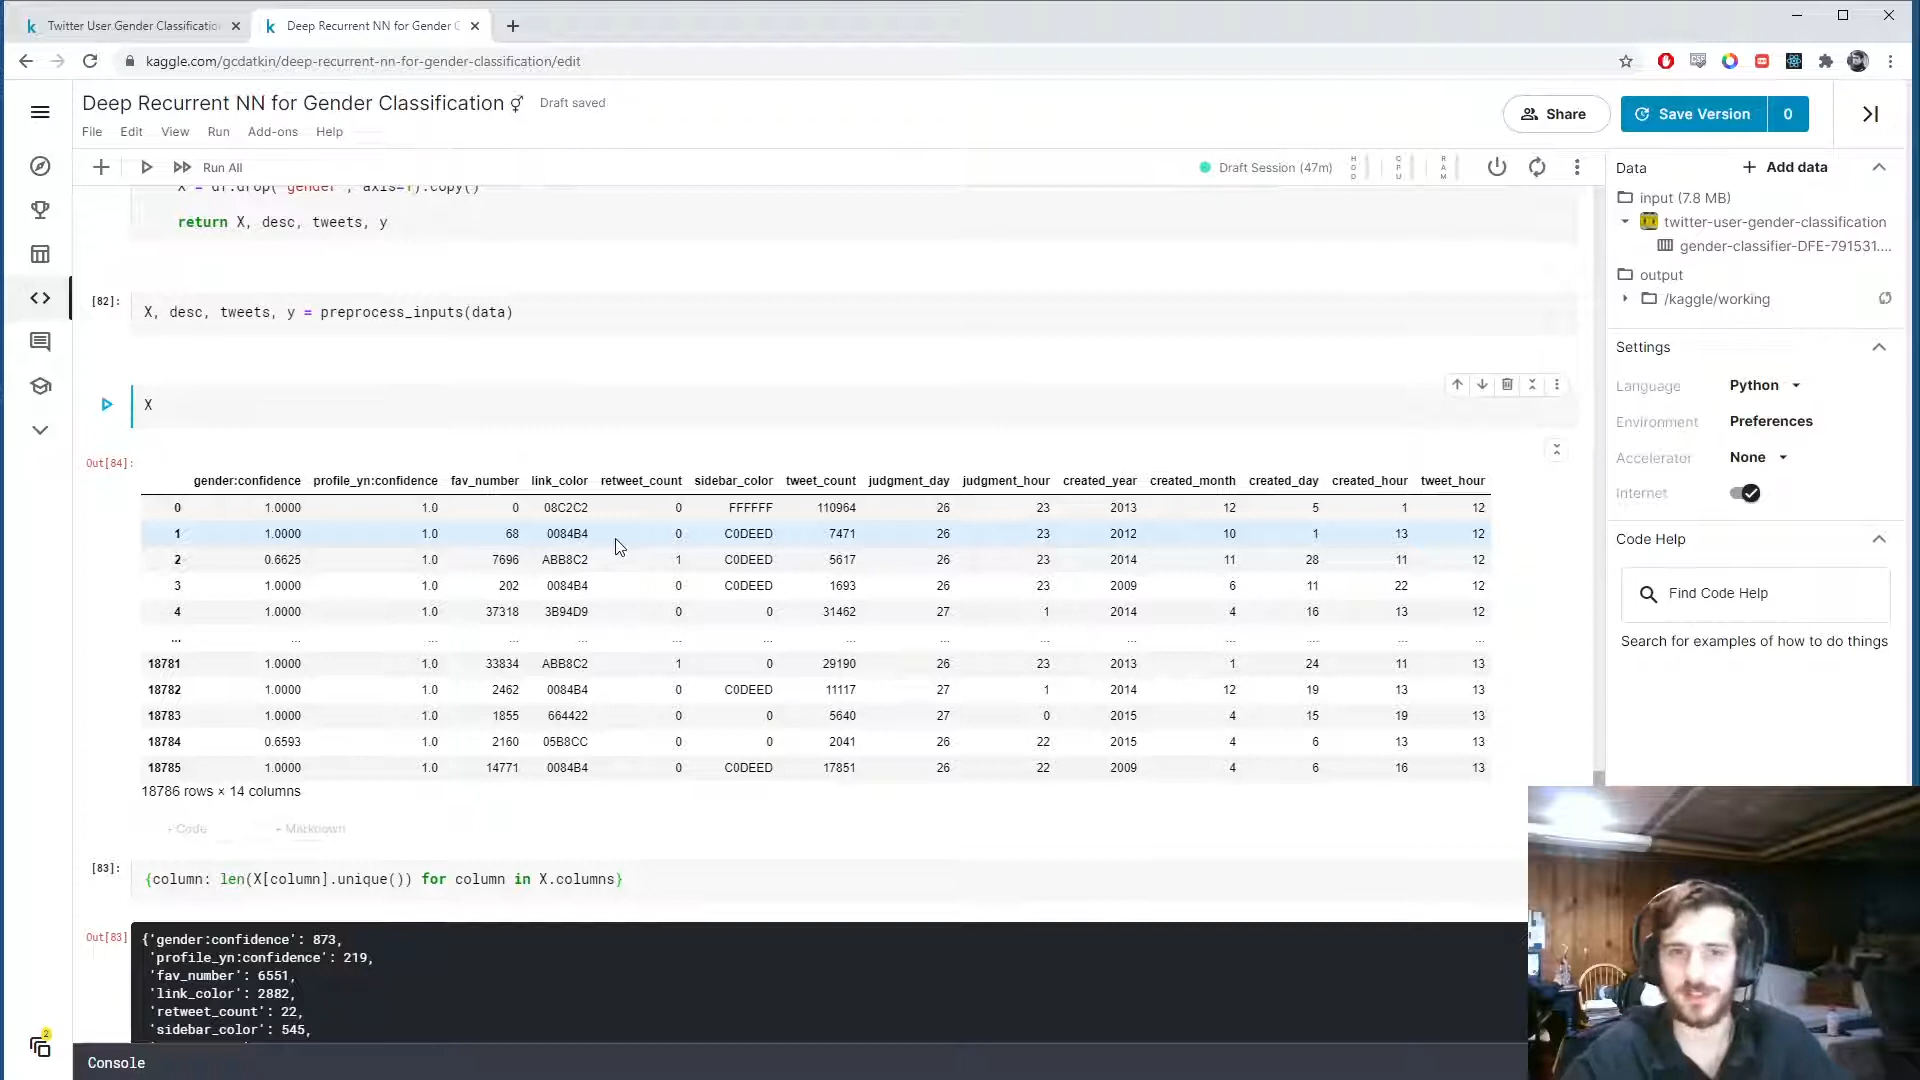 Twitter User Gender Classificatio
Deep Recurrent NN for Gender C
kaggle.com/gcdatkin/deep-recurrent-nn-for-gender-classification/edit
Deep Recurrent NN for Gender Classification ⚥ Draft saved
Share
Save Version 0
File Edit View Run Add-ons Help
Run All
Draft Session (47m)
HDD
CPU
RAM
X = df.drop('gender', axis=1).copy()
return X, desc, tweets, y
[82]:
X, desc, tweets, y = preprocess_inputs(data)
X
Out[84]:
gender:confidence profile_yn:confidence fav_number link_color retweet_count sidebar_color tweet_count judgment_day judgment_hour created_year created_month created_day created_hour tweet_hour
0 1.0000 1.0 0 08C2C2 0 FFFFFF 110964 26 23 2013 12 5 1 12
1 1.0000 1.0 68 0084B4 0 C0DEED 7471 26 23 2012 10 1 13 12
2 0.6625 1.0 7696 ABB8C2 1 C0DEED 5617 26 23 2014 11 28 11 12
3 1.0000 1.0 202 0084B4 0 C0DEED 1693 26 23 2009 6 11 22 12
4 1.0000 1.0 37318 3B94D9 0 0 31462 27 1 2014 4 16 13 12
... ... ... ... ... ... ... ... ... ... ... ... ... ... ...
18781 1.0000 1.0 33834 ABB8C2 1 0 29190 26 23 2013 1 24 11 13
18782 1.0000 1.0 2462 0084B4 0 C0DEED 11117 27 1 2014 12 19 13 13
18783 1.0000 1.0 1855 664422 0 0 5640 27 0 2015 4 15 19 13
18784 0.6593 1.0 2160 05B8CC 0 0 2041 26 22 2015 4 6 13 13
18785 1.0000 1.0 14771 0084B4 0 C0DEED 17851 26 22 2009 4 6 16 13
18786 rows × 14 columns
+ Code + Markdown
[83]:
{column: len(X[column].unique()) for column in X.columns}
Out[83]
{'gender:confidence': 873,
'profile_yn:confidence': 219,
'fav_number': 6551,
'link_color': 2882,
'retweet_count': 22,
'sidebar_color': 545,
Console
2
Data
+ Add data
input (7.8 MB)
twitter-user-gender-classification
gender-classifier-DFE-791531....
output
/kaggle/working
Settings
Language Python
Environment Preferences
Accelerator None
Internet
Code Help
Find Code Help
Search for examples of how to do things